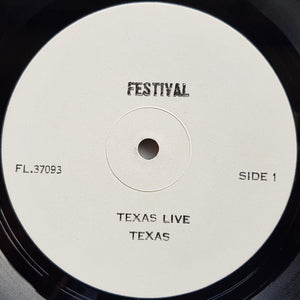 FESTIVAL
FL.37093
SIDE 1
TEXAS LIVE
TEXAS